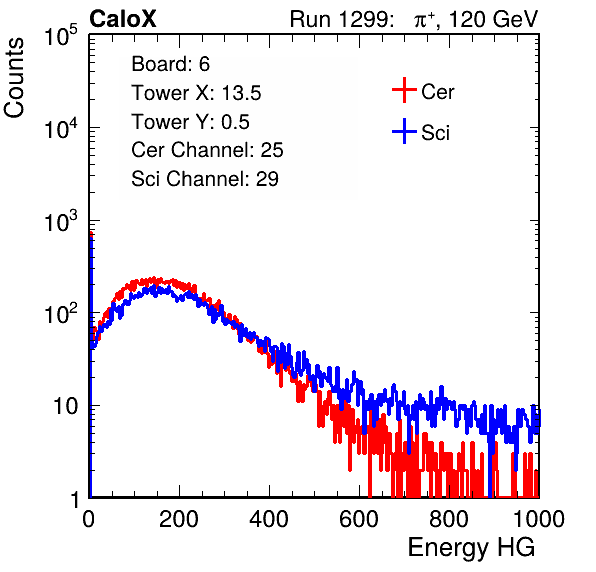 CaloX Run 1299: π⁺, 120 GeV
Board: 6
Tower X: 13.5
Tower Y: 0.5
Cer Channel: 25
Sci Channel: 29
Cer
Sci
Counts
10⁵
10⁴
10³
10²
10
1
0 200 400 600 800 1000
Energy HG